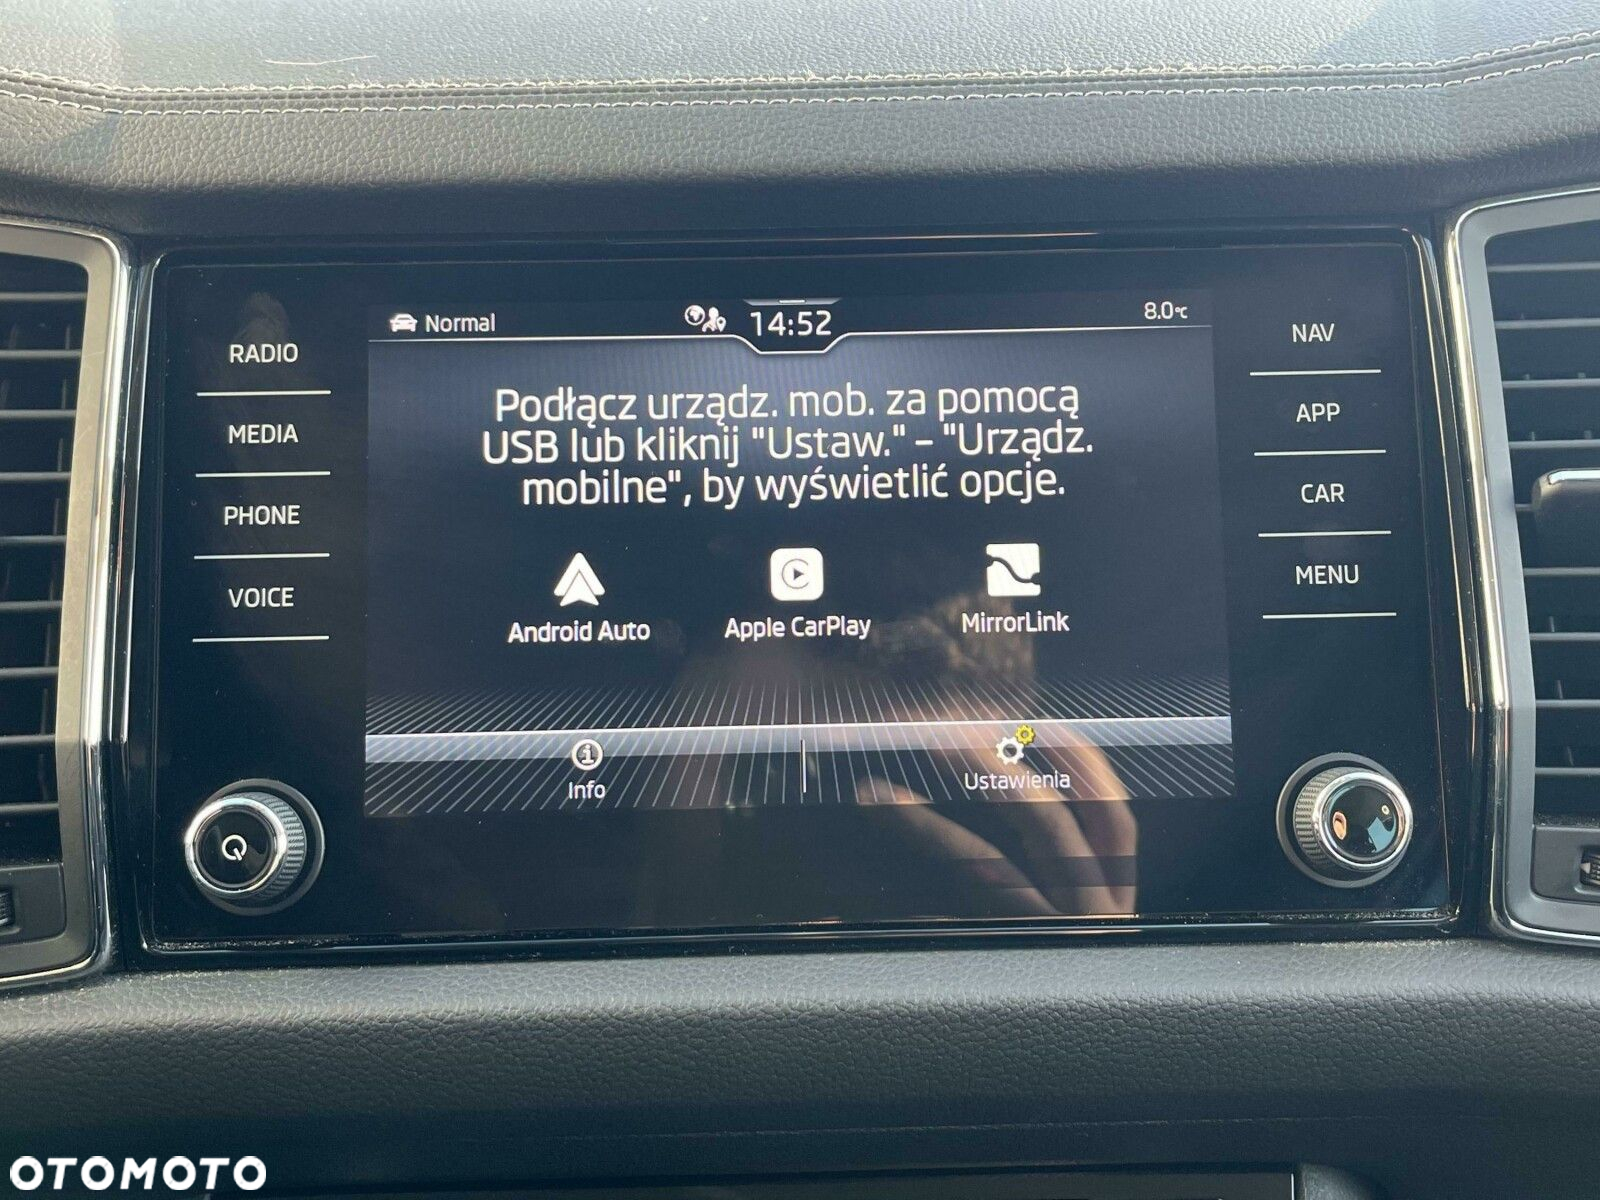 Normal
14:52
8.0°C
RADIO
MEDIA
PHONE
VOICE
Podłącz urządz. mob. za pomocą
USB lub kliknij "Ustaw." – "Urządz.
mobilne", by wyświetlić opcje.
Android Auto
Apple CarPlay
MirrorLink
Info
Ustawienia
NAV
APP
CAR
MENU
OTOMOTO